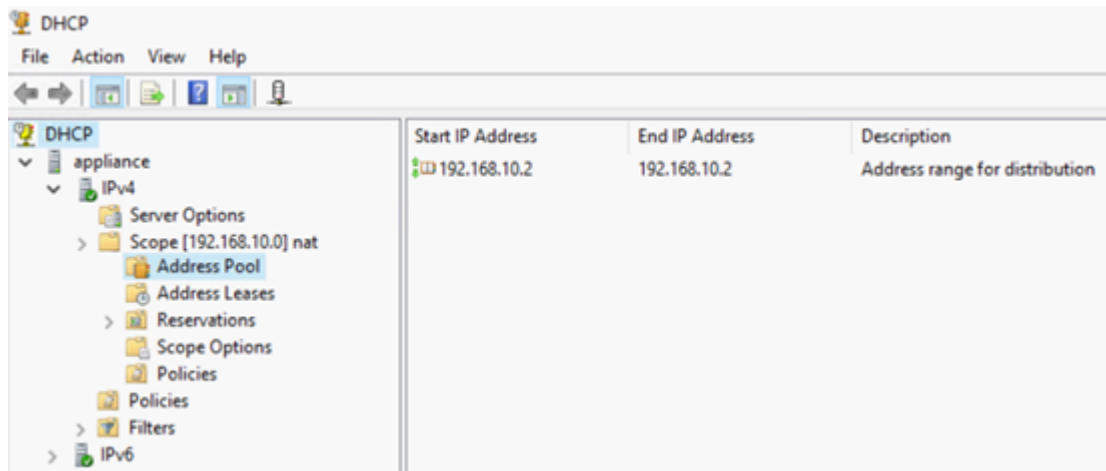 DHCP
File Action View Help
DHCP
appliance
IPv4
Server Options
Scope [192.168.10.0] nat
Address Pool
Address Leases
Reservations
Scope Options
Policies
Policies
Filters
IPv6
Start IP Address End IP Address Description
192.168.10.2 192.168.10.2 Address range for distribution